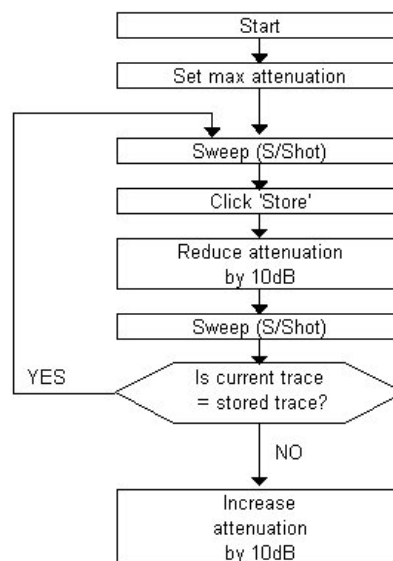 Start
Set max attenuation
Sweep (S/Shot)
Click 'Store'
Reduce attenuation
by 10dB
Sweep (S/Shot)
Is current trace
= stored trace?
YES
NO
Increase
attenuation
by 10dB